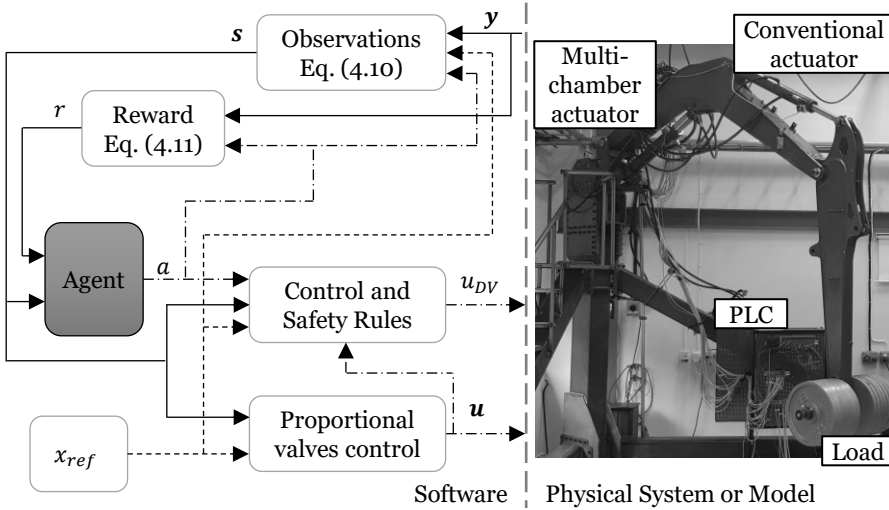 s
Observations
Eq. (4.10)
y
Conventional
actuator
Multi-
chamber
actuator
r
Reward
Eq. (4.11)
Agent
a
Control and
Safety Rules
u_DV
PLC
Proportional
valves control
u
x_ref
Load
Software
Physical System or Model